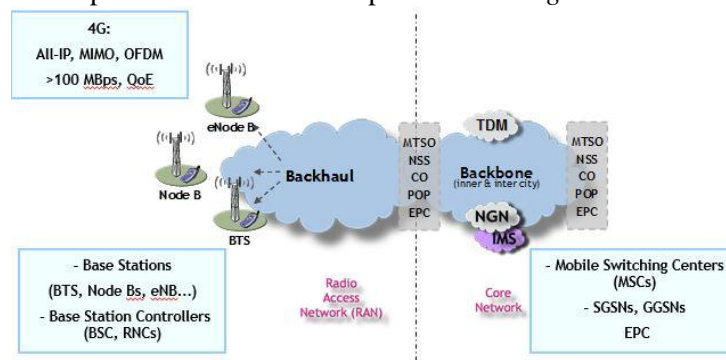 4G:
All-IP, MIMO, OFDM
>100 MBps, QoE
eNode B
Node B
BTS
Backhaul
MTSO
NSS
CO
POP
EPC
TDM
Backbone
(inner & inter city)
NGN
IMS
MTSO
NSS
CO
POP
EPC
- Base Stations
(BTS, Node Bs, eNB...)
- Base Station Controllers
(BSC, RNCs)
Radio
Access
Network (RAN)
Core
Network
- Mobile Switching Centers
(MSCs)
- SGSNs, GGSNs
EPC